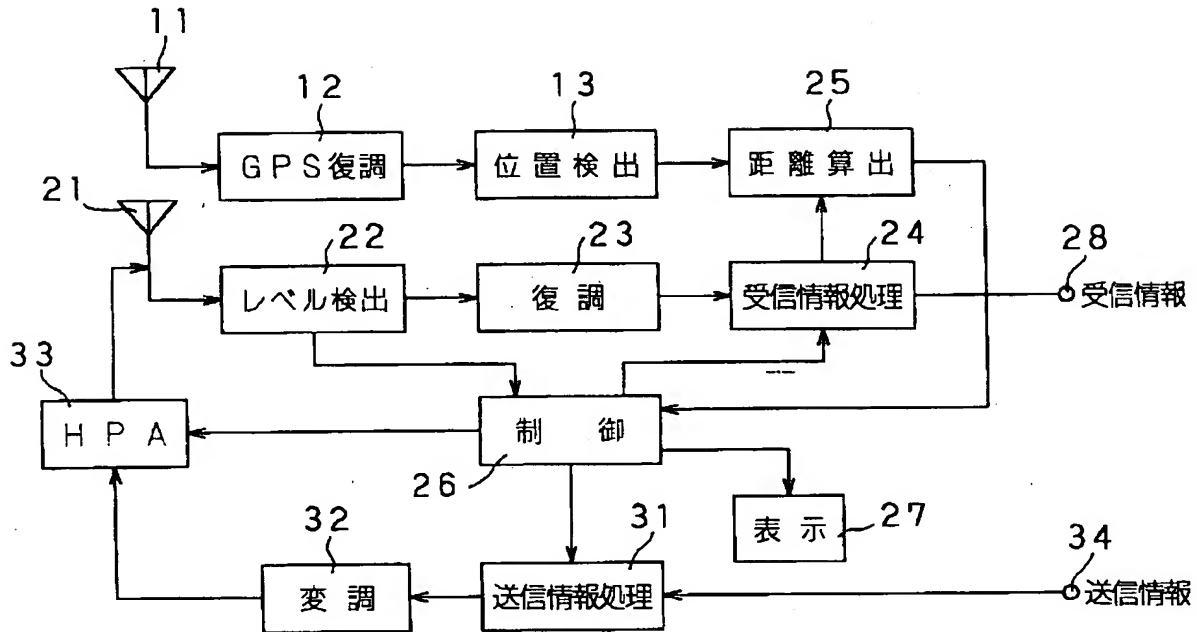 11
12
13
25
GPS復調
位置検出
距離算出
21
22
23
24
28
レベル検出
復調
受信情報処理
受信情報
33
HPA
制御
26
27
表示
32
31
34
変調
送信情報処理
送信情報